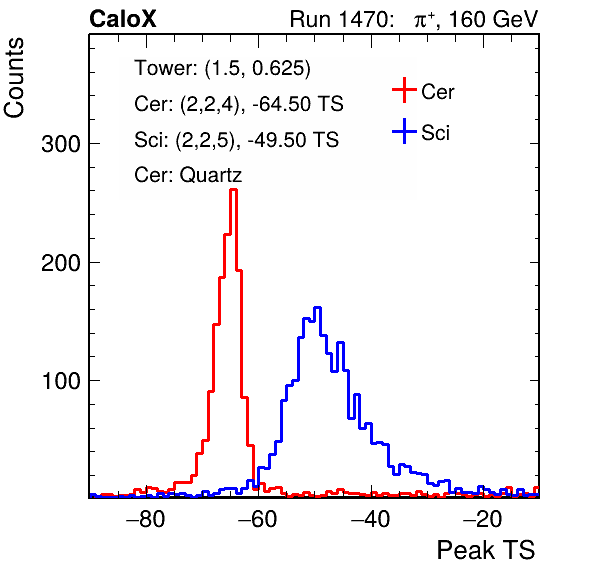 CaloX Run 1470: π⁺, 160 GeV
Counts
Tower: (1.5, 0.625)
Cer: (2,2,4), -64.50 TS
Sci: (2,2,5), -49.50 TS
Cer: Quartz
Cer
Sci
300
200
100
−80 −60 −40 −20
Peak TS